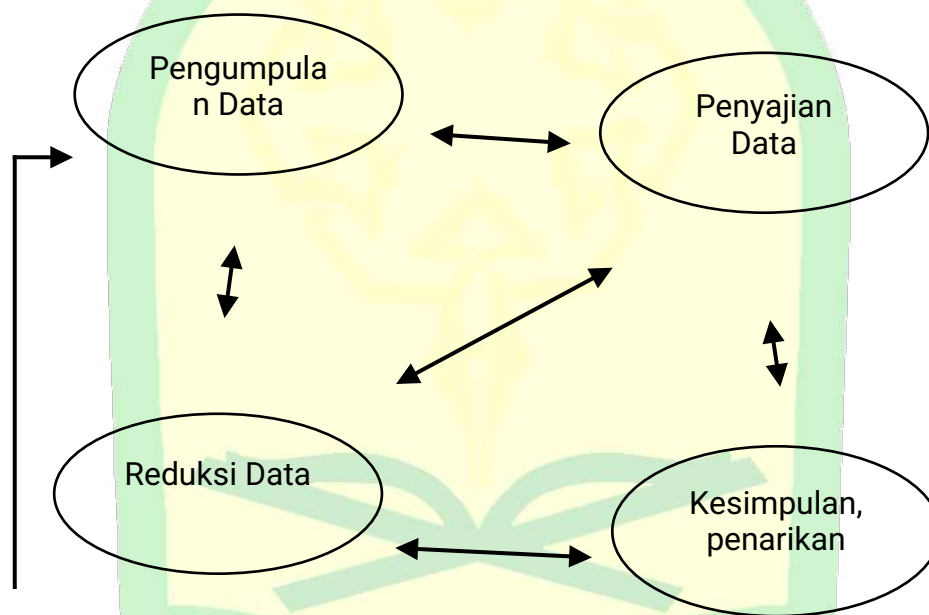 Pengumpula
n Data
Penyajian
Data
Reduksi Data
Kesimpulan,
penarikan